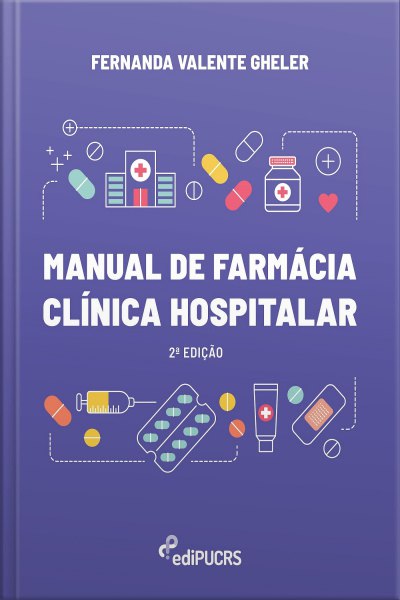 FERNANDA VALENTE GHELER
MANUAL DE FARMÁCIA
CLÍNICA HOSPITALAR
2ª EDIÇÃO
ediPUCRS